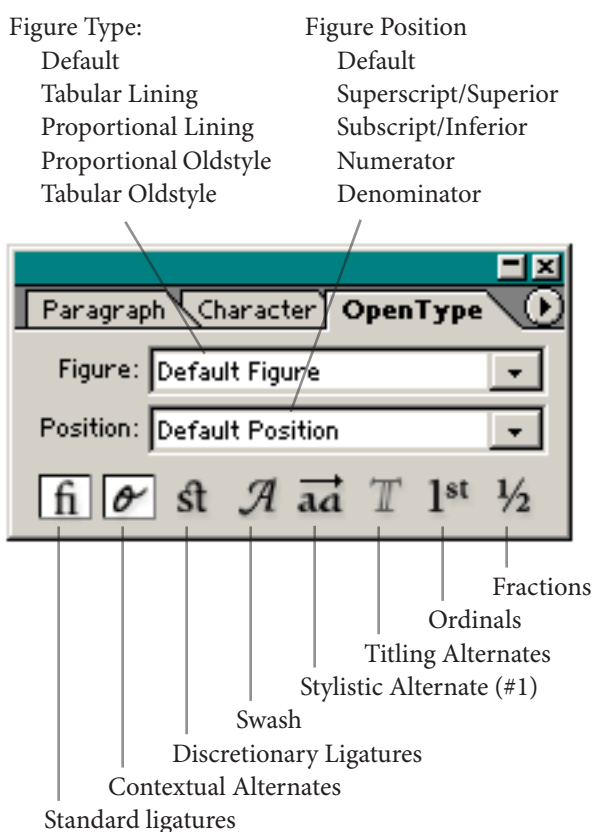 Figure Type:
Default
Tabular Lining
Proportional Lining
Proportional Oldstyle
Tabular Oldstyle
Figure Position
Default
Superscript/Superior
Subscript/Inferior
Numerator
Denominator
Paragraph Character OpenType
Figure: Default Figure
Position: Default Position
fi o st A aa T 1st ½
Fractions
Ordinals
Titling Alternates
Stylistic Alternate (#1)
Swash
Discretionary Ligatures
Contextual Alternates
Standard ligatures